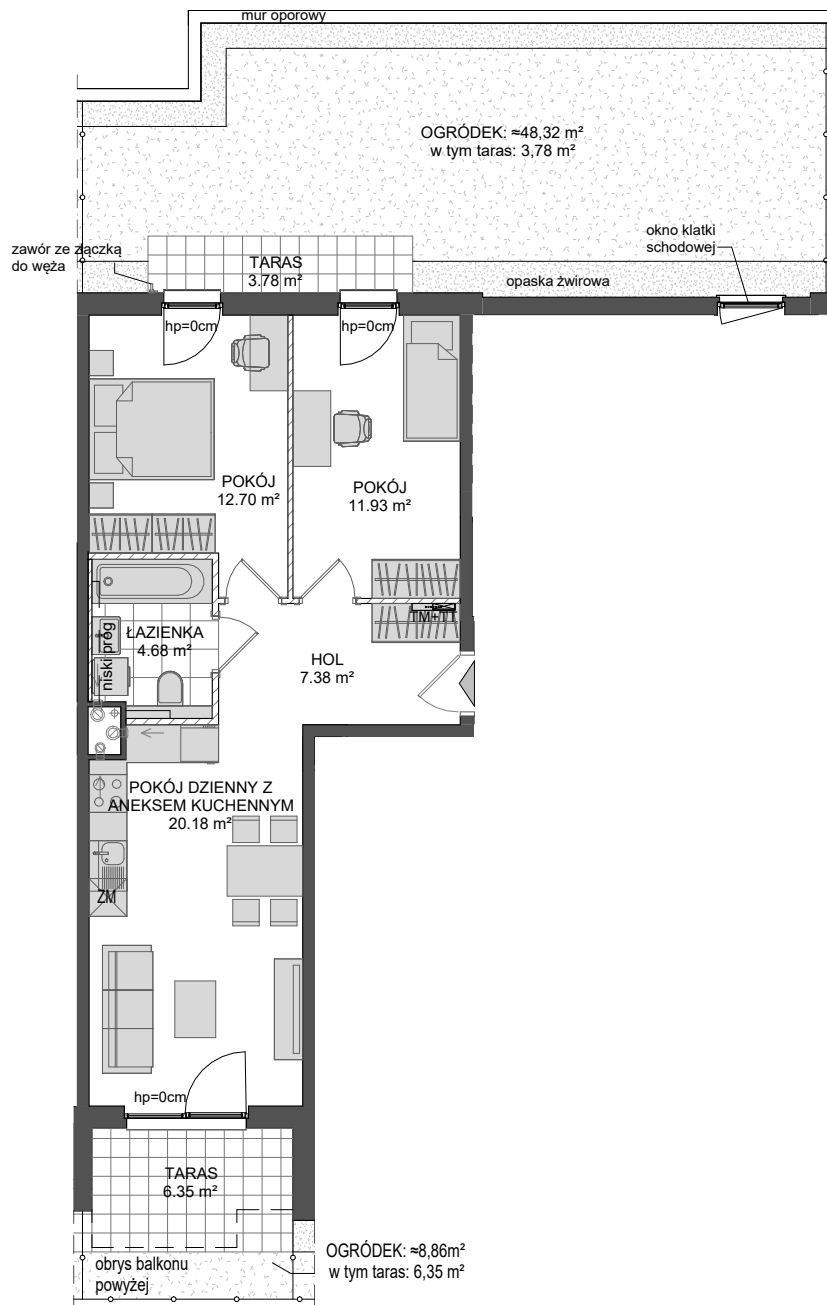 mur oporowy
OGRÓDEK: ≈48,32 m²
w tym taras: 3,78 m²
okno klatki
schodowej
zawór ze złączką
do węża
TARAS
3.78 m²
opaska żwirowa
hp=0cm
hp=0cm
POKÓJ
12.70 m²
POKÓJ
11.93 m²
TM+TT
ŁAZIENKA
4.68 m²
niski próg
HOL
7.38 m²
POKÓJ DZIENNY Z
ANEKSEM KUCHENNYM
20.18 m²
ZM
hp=0cm
TARAS
6.35 m²
OGRÓDEK: ≈8,86m²
w tym taras: 6,35 m²
obrys balkonu
powyżej